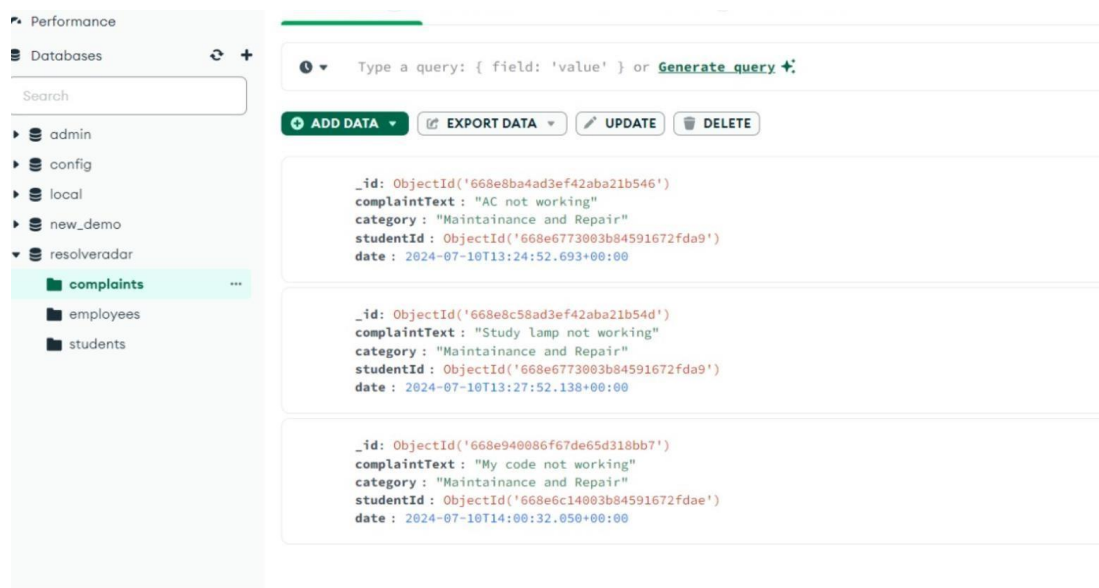 Performance
Databases
Search
admin
config
local
new_demo
resolveradar
complaints
employees
students
Type a query: { field: 'value' } or Generate query
ADD DATA
EXPORT DATA
UPDATE
DELETE
_id: ObjectId('668e8ba4ad3ef42aba21b546')
complaintText : "AC not working"
category : "Maintainance and Repair"
studentId : ObjectId('668e6773003b84591672fda9')
date : 2024-07-10T13:24:52.693+00:00
_id: ObjectId('668e8c58ad3ef42aba21b54d')
complaintText : "Study lamp not working"
category : "Maintainance and Repair"
studentId : ObjectId('668e6773003b84591672fda9')
date : 2024-07-10T13:27:52.138+00:00
_id: ObjectId('668e940086f67de65d318bb7')
complaintText : "My code not working"
category : "Maintainance and Repair"
studentId : ObjectId('668e6c14003b84591672fdae')
date : 2024-07-10T14:00:32.050+00:00